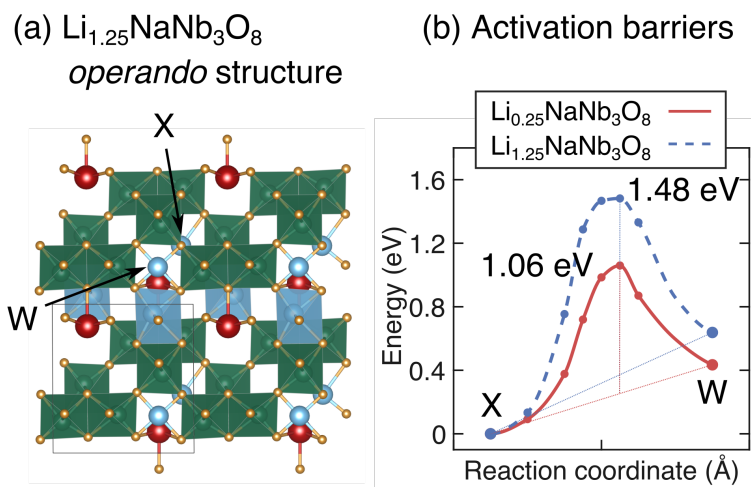 (a) Li₁.₂₅NaNb₃O₈
operando structure
X
W
(b) Activation barriers
Li₀.₂₅NaNb₃O₈
Li₁.₂₅NaNb₃O₈
1.6
1.2
0.8
0.4
0
Energy (eV)
1.48 eV
1.06 eV
X
W
Reaction coordinate (Å)